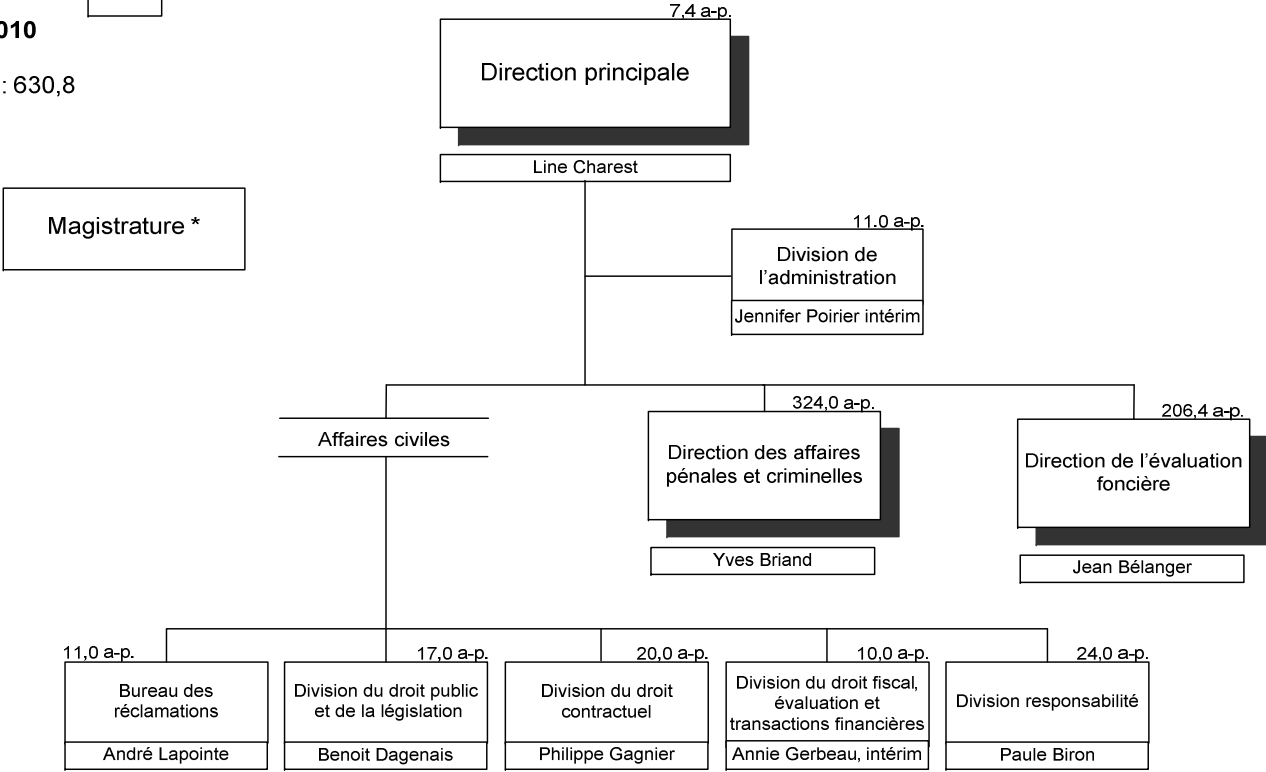 010
: 630,8
7,4 a-p.
Direction principale
Line Charest
Magistrature *
11.0 a-p.
Division de
l'administration
Jennifer Poirier intérim
Affaires civiles
324,0 a-p.
Direction des affaires
pénales et criminelles
Yves Briand
206,4 a-p.
Direction de l'évaluation
foncière
Jean Bélanger
11,0 a-p.
Bureau des
réclamations
André Lapointe
17,0 a-p.
Division du droit public
et de la législation
Benoit Dagenais
20,0 a-p.
Division du droit
contractuel
Philippe Gagnier
10,0 a-p.
Division du droit fiscal,
évaluation et
transactions financières
Annie Gerbeau, intérim
24,0 a-p.
Division responsabilité
Paule Biron